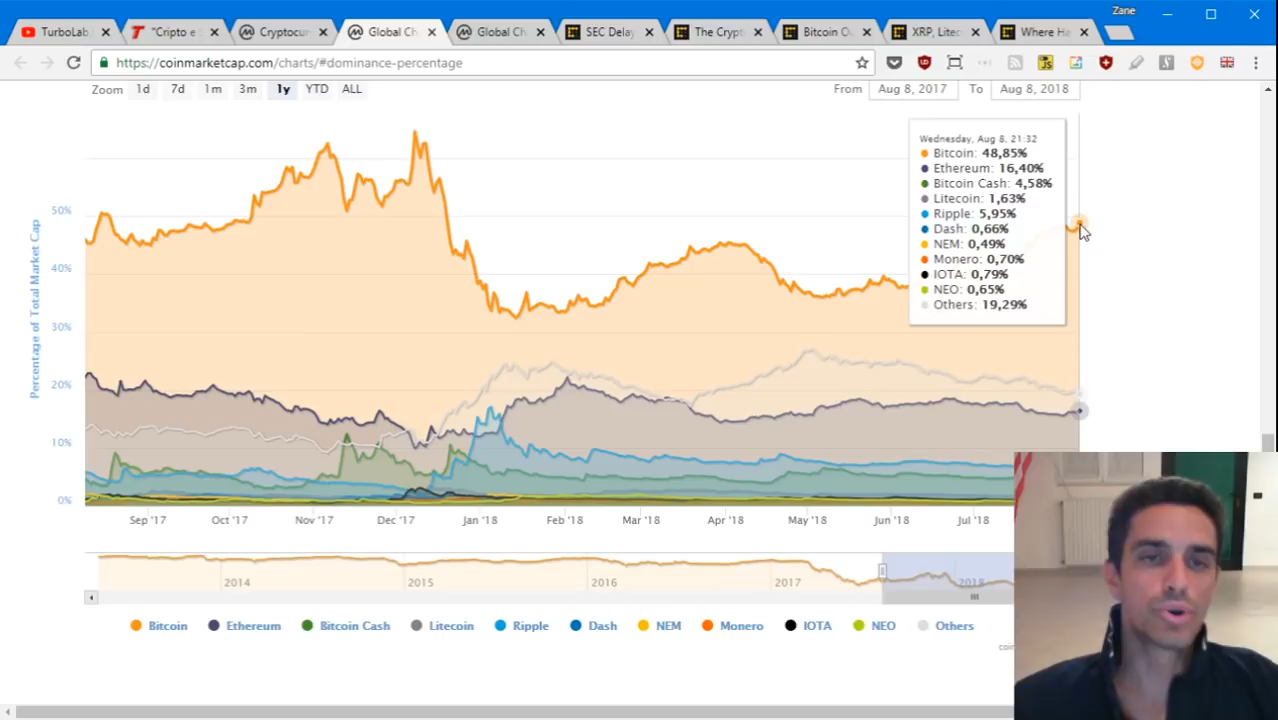 Zane
TurboLab
"Cripto e S
Cryptocur
Global Ch
Global Ch
SEC Delay
The Crypt
Bitcoin O
XRP, Litec
Where Ha
https://coinmarketcap.com/charts/#dominance-percentage
Zoom 1d 7d 1m 3m 1y YTD ALL
From Aug 8, 2017 To Aug 8, 2018
Wednesday, Aug 8, 21:32
Bitcoin: 48,85%
Ethereum: 16,40%
Bitcoin Cash: 4,58%
Litecoin: 1,63%
Ripple: 5,95%
Dash: 0,66%
NEM: 0,49%
Monero: 0,70%
IOTA: 0,79%
NEO: 0,65%
Others: 19,29%
Percentage of Total Market Cap
50%
40%
30%
20%
10%
0%
Sep '17 Oct '17 Nov '17 Dec '17 Jan '18 Feb '18 Mar '18 Apr '18 May '18 Jun '18 Jul '18
2014 2015 2016 2017 2018
Bitcoin Ethereum Bitcoin Cash Litecoin Ripple Dash NEM Monero IOTA NEO Others
coin